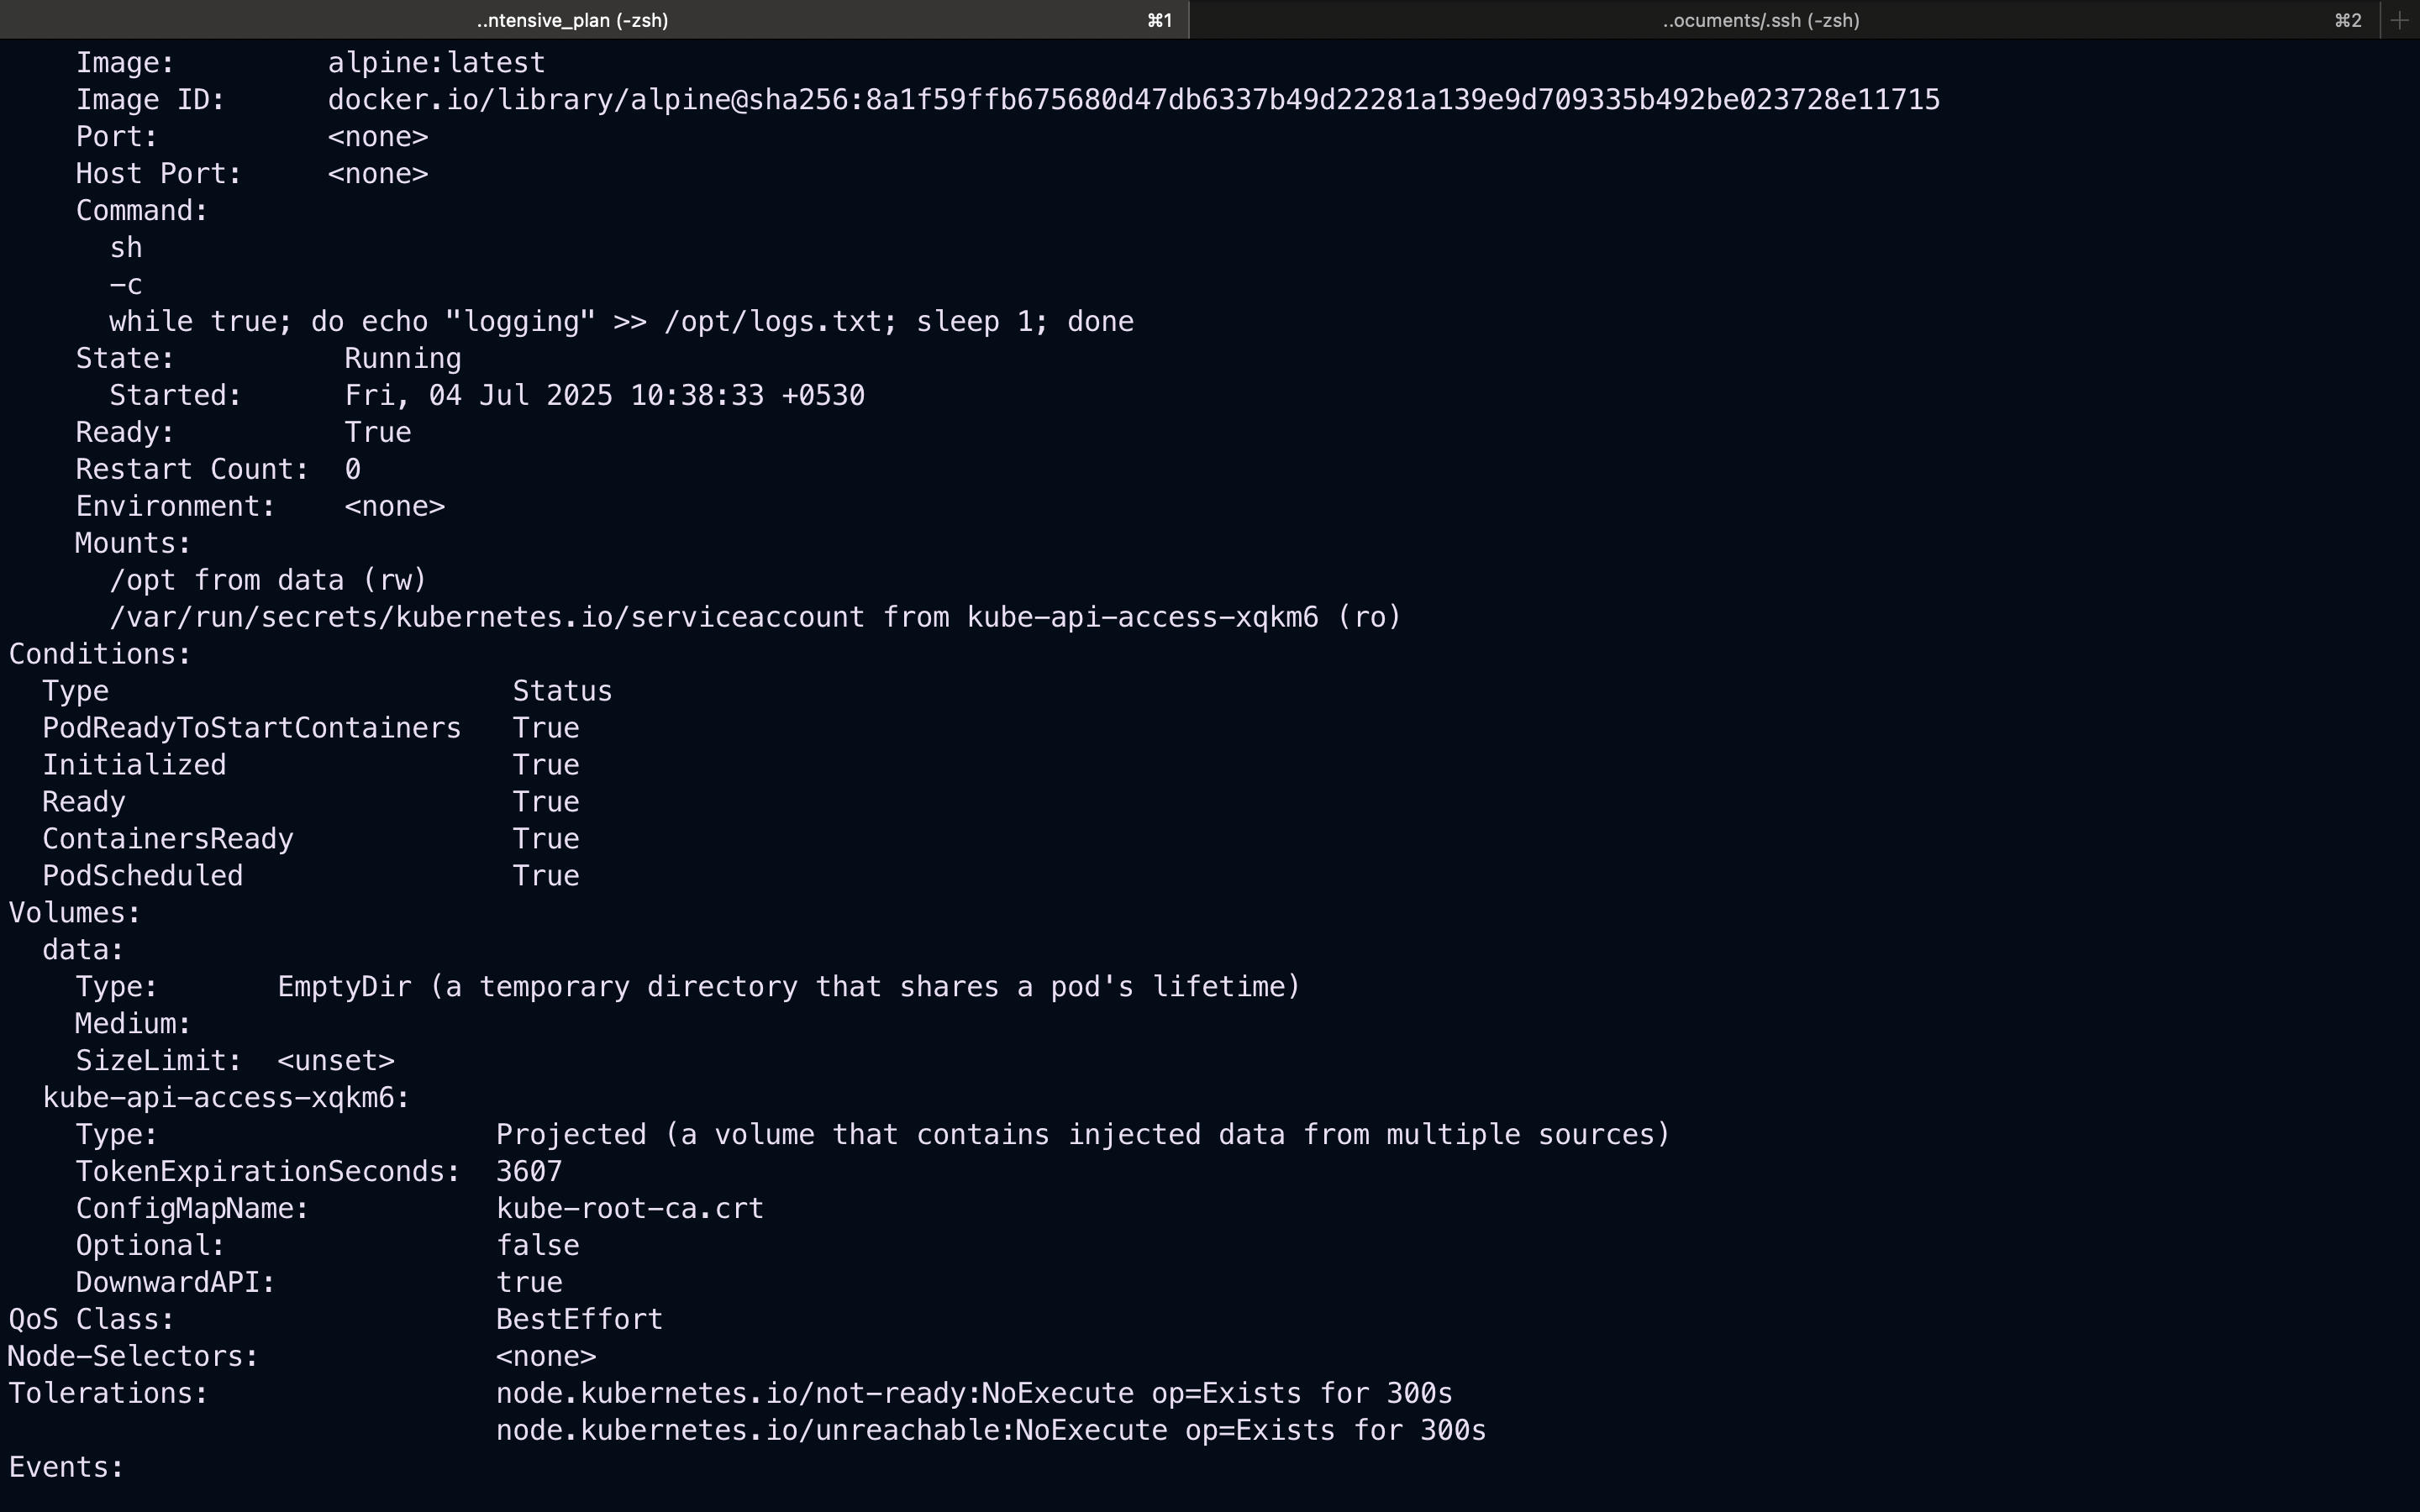 ..ntensive_plan (-zsh) ⌘1 ..ocuments/.ssh (-zsh) ⌘2 +
Image: alpine:latest
Image ID: docker.io/library/alpine@sha256:8a1f59ffb675680d47db6337b49d22281a139e9d709335b492be023728e11715
Port: <none>
Host Port: <none>
Command:
sh
-c
while true; do echo "logging" >> /opt/logs.txt; sleep 1; done
State: Running
Started: Fri, 04 Jul 2025 10:38:33 +0530
Ready: True
Restart Count: 0
Environment: <none>
Mounts:
/opt from data (rw)
/var/run/secrets/kubernetes.io/serviceaccount from kube-api-access-xqkm6 (ro)
Conditions:
Type Status
PodReadyToStartContainers True
Initialized True
Ready True
ContainersReady True
PodScheduled True
Volumes:
data:
Type: EmptyDir (a temporary directory that shares a pod's lifetime)
Medium:
SizeLimit: <unset>
kube-api-access-xqkm6:
Type: Projected (a volume that contains injected data from multiple sources)
TokenExpirationSeconds: 3607
ConfigMapName: kube-root-ca.crt
Optional: false
DownwardAPI: true
QoS Class: BestEffort
Node-Selectors: <none>
Tolerations: node.kubernetes.io/not-ready:NoExecute op=Exists for 300s
node.kubernetes.io/unreachable:NoExecute op=Exists for 300s
Events: